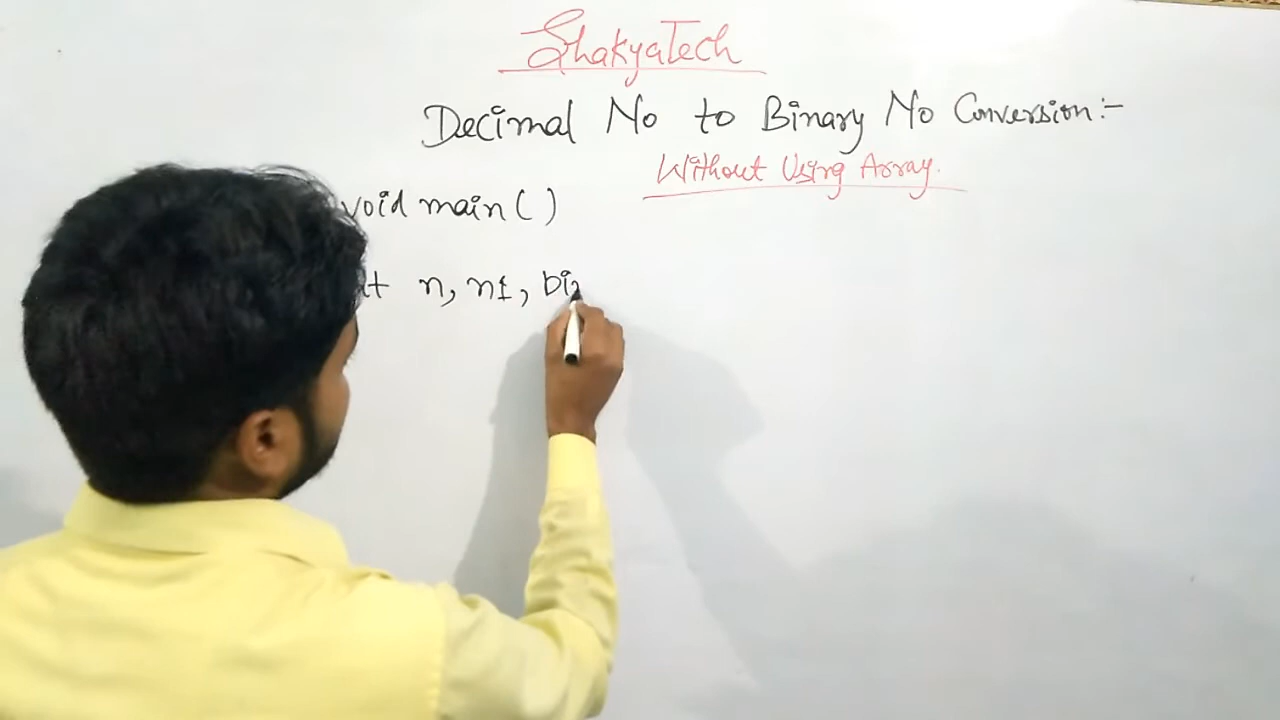 ShakyaTech
Decimal No to Binary No Conversion:-
Without Using Array.
void main( )
n, n1, bi